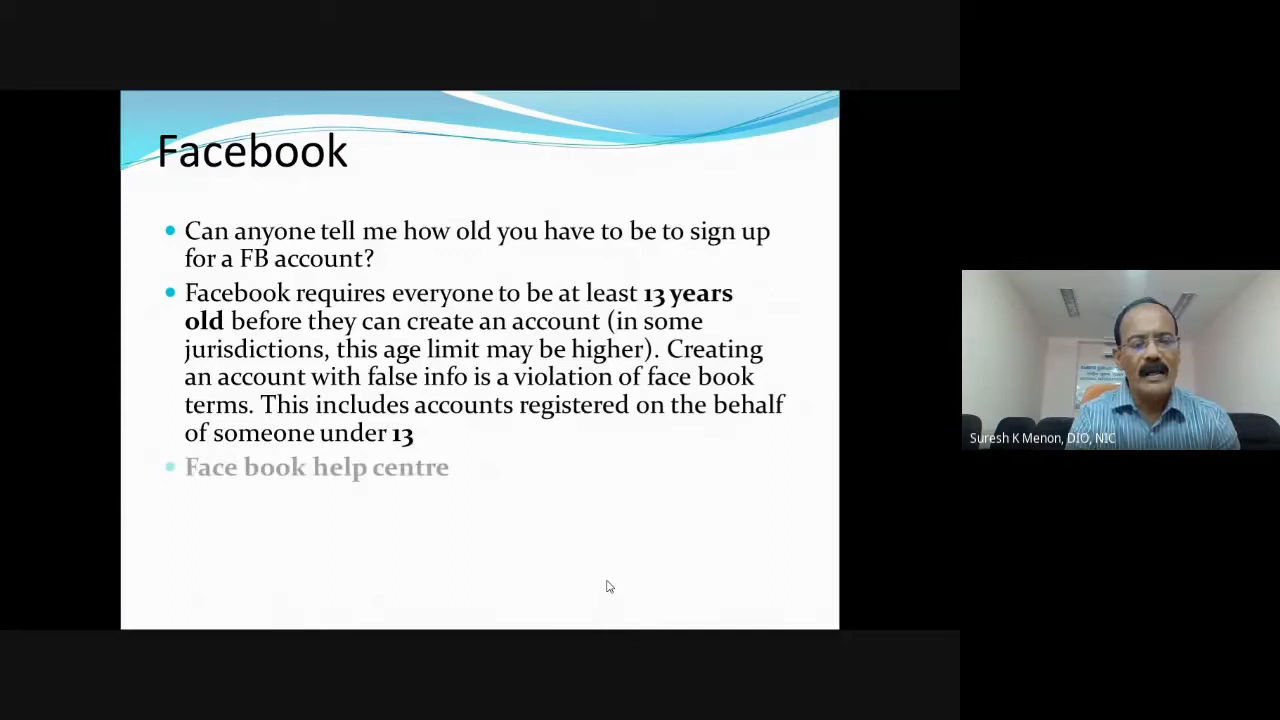 Facebook
Can anyone tell me how old you have to be to sign up
for a FB account?
Facebook requires everyone to be at least 13 years
old before they can create an account (in some
jurisdictions, this age limit may be higher). Creating
an account with false info is a violation of face book
terms. This includes accounts registered on the behalf
of someone under 13
Face book help centre
Suresh K Menon, DIO, NIC